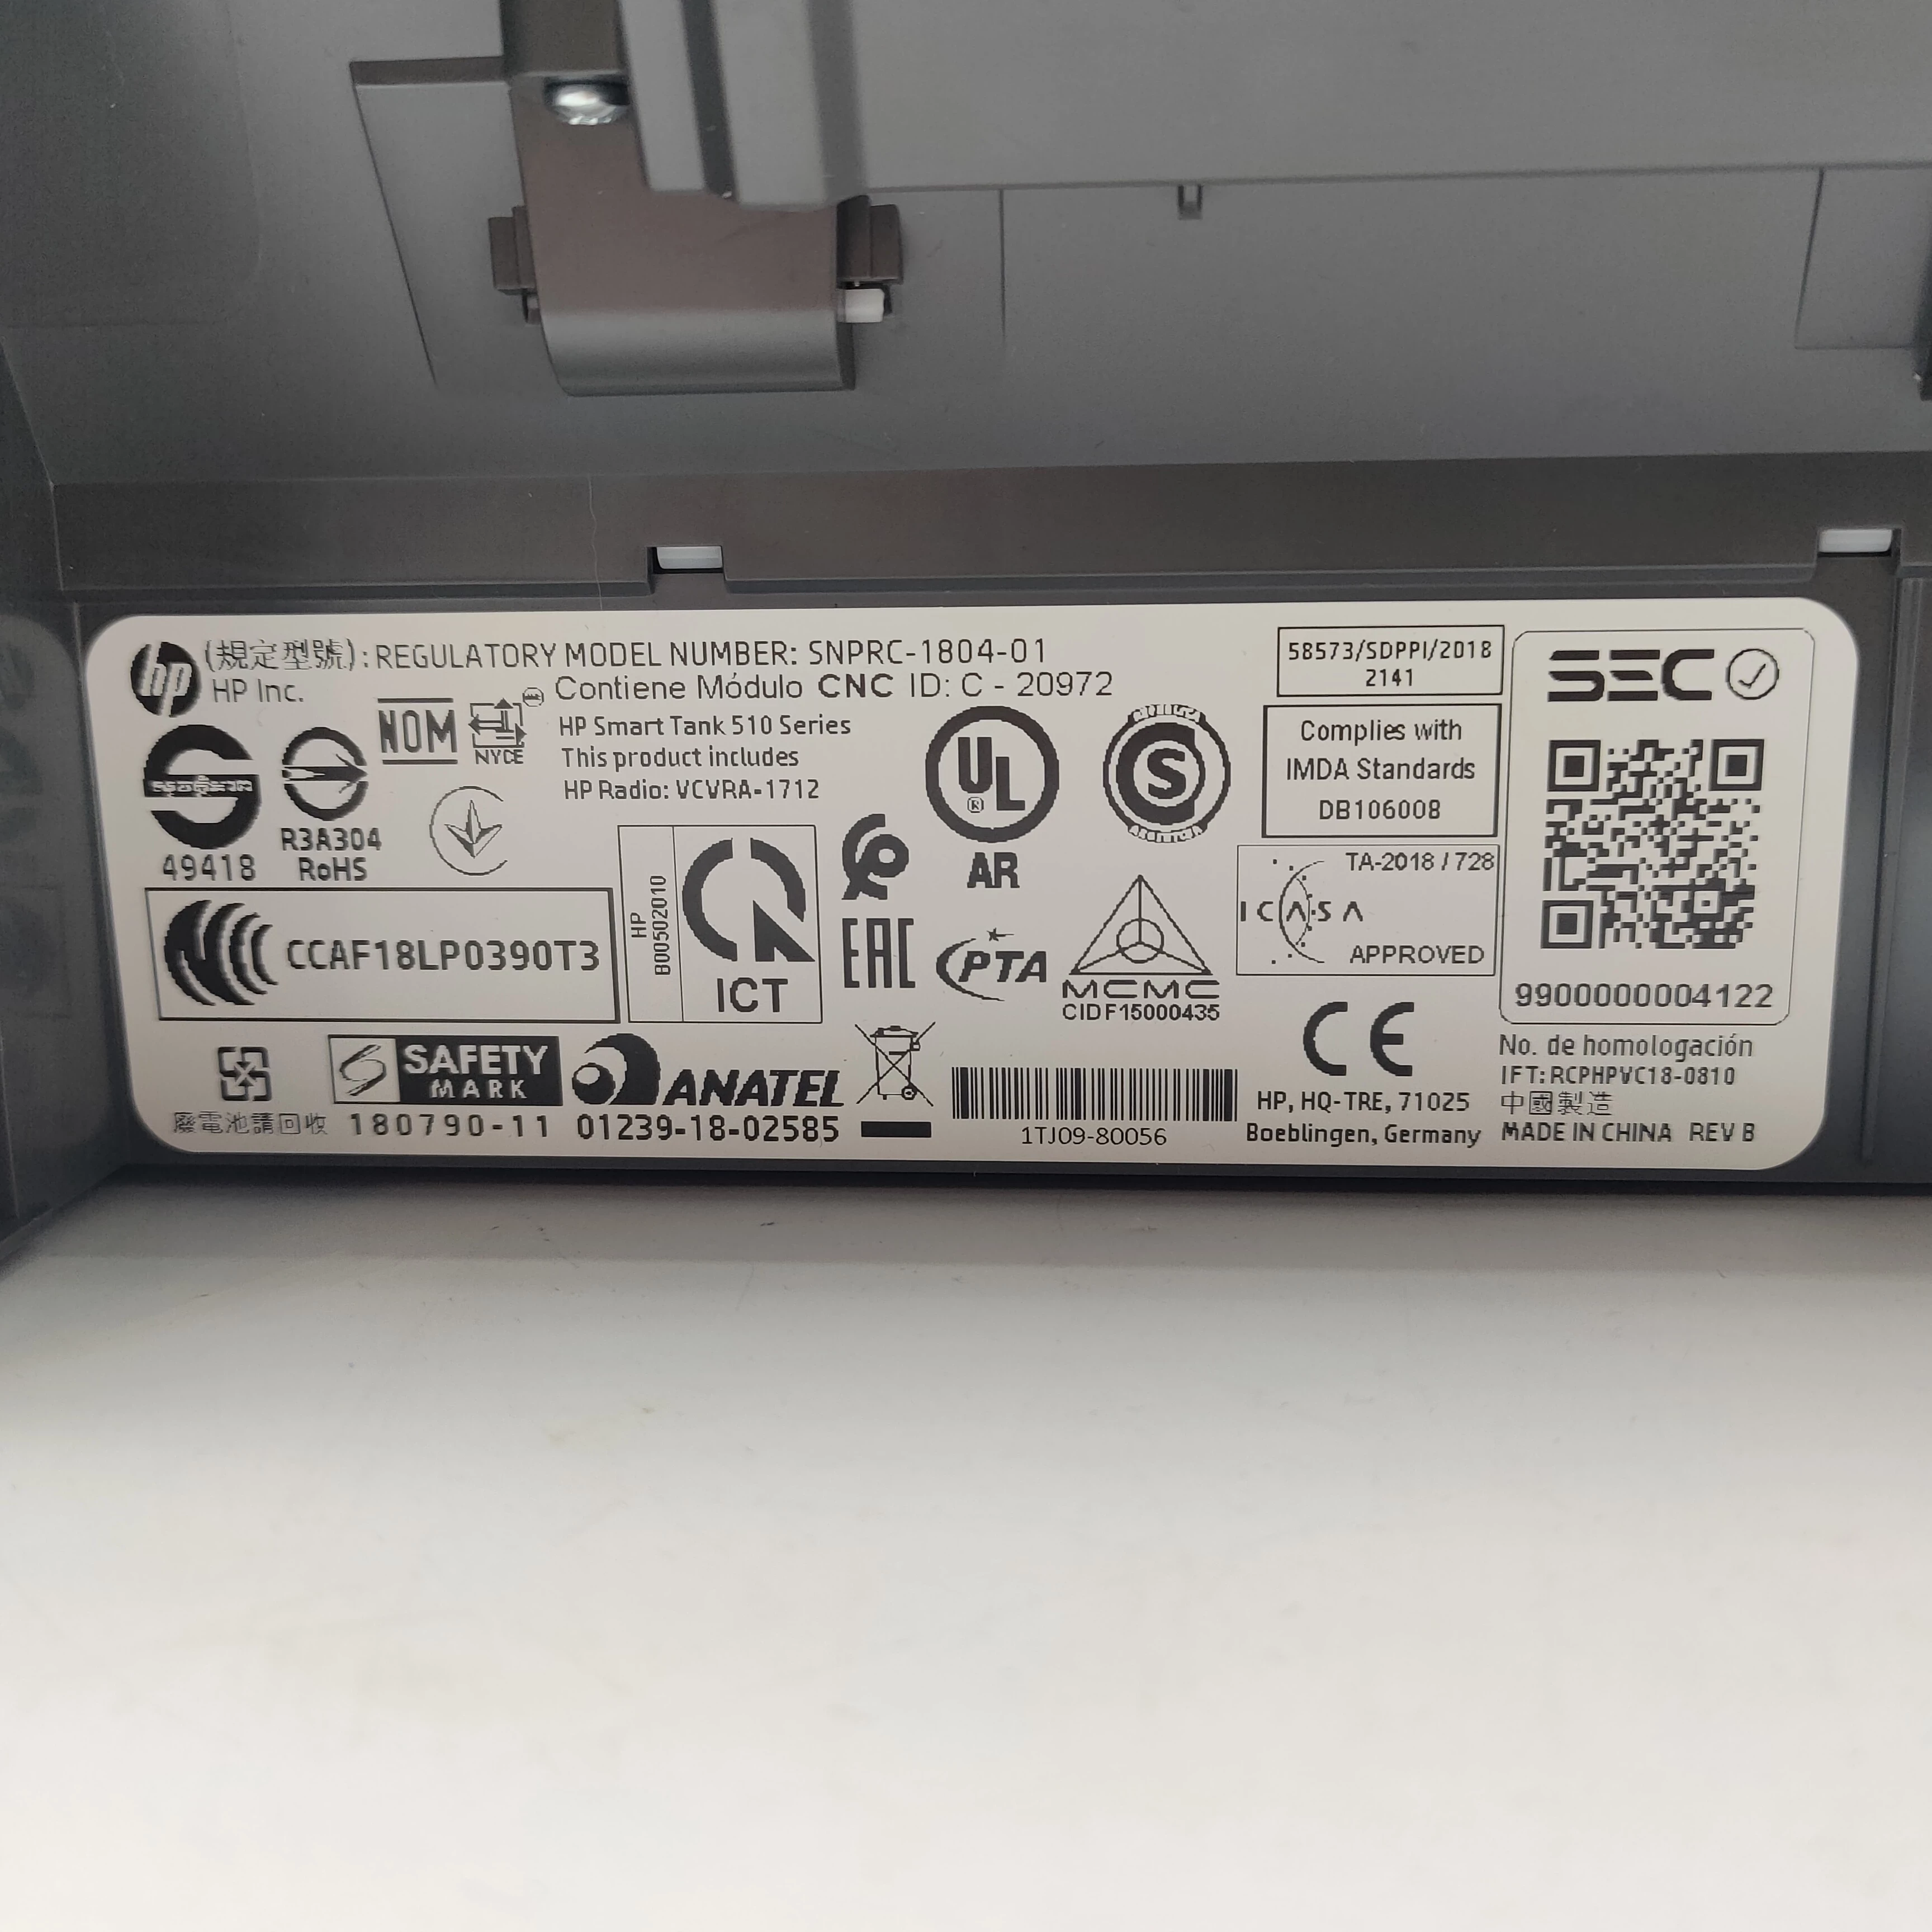 hp
(規定型號): REGULATORY MODEL NUMBER: SNPRC-1804-01
HP Inc.
Contiene Módulo CNC ID: C - 20972
NOM
NYCE
HP Smart Tank 510 Series
This product includes
HP Radio: VCVRA-1712
49418
R3A304
RoHS
UL
®
AR
S
58573/SDPPI/2018
2141
Complies with
IMDA Standards
DB106008
SEC
9900000004122
CCAF18LP0390T3
HP
B00502010
ICT
EAC
PTA
MCMC
CIDF15000435
TA-2018 / 728
ICASA
APPROVED
廢電池請回收
SAFETY
MARK
180790-11
ANATEL
01239-18-02585
1TJ09-80056
CE
HP, HQ-TRE, 71025
Boeblingen, Germany
No. de homologación
IFT: RCPHPVC18-0810
中國製造
MADE IN CHINA REV B